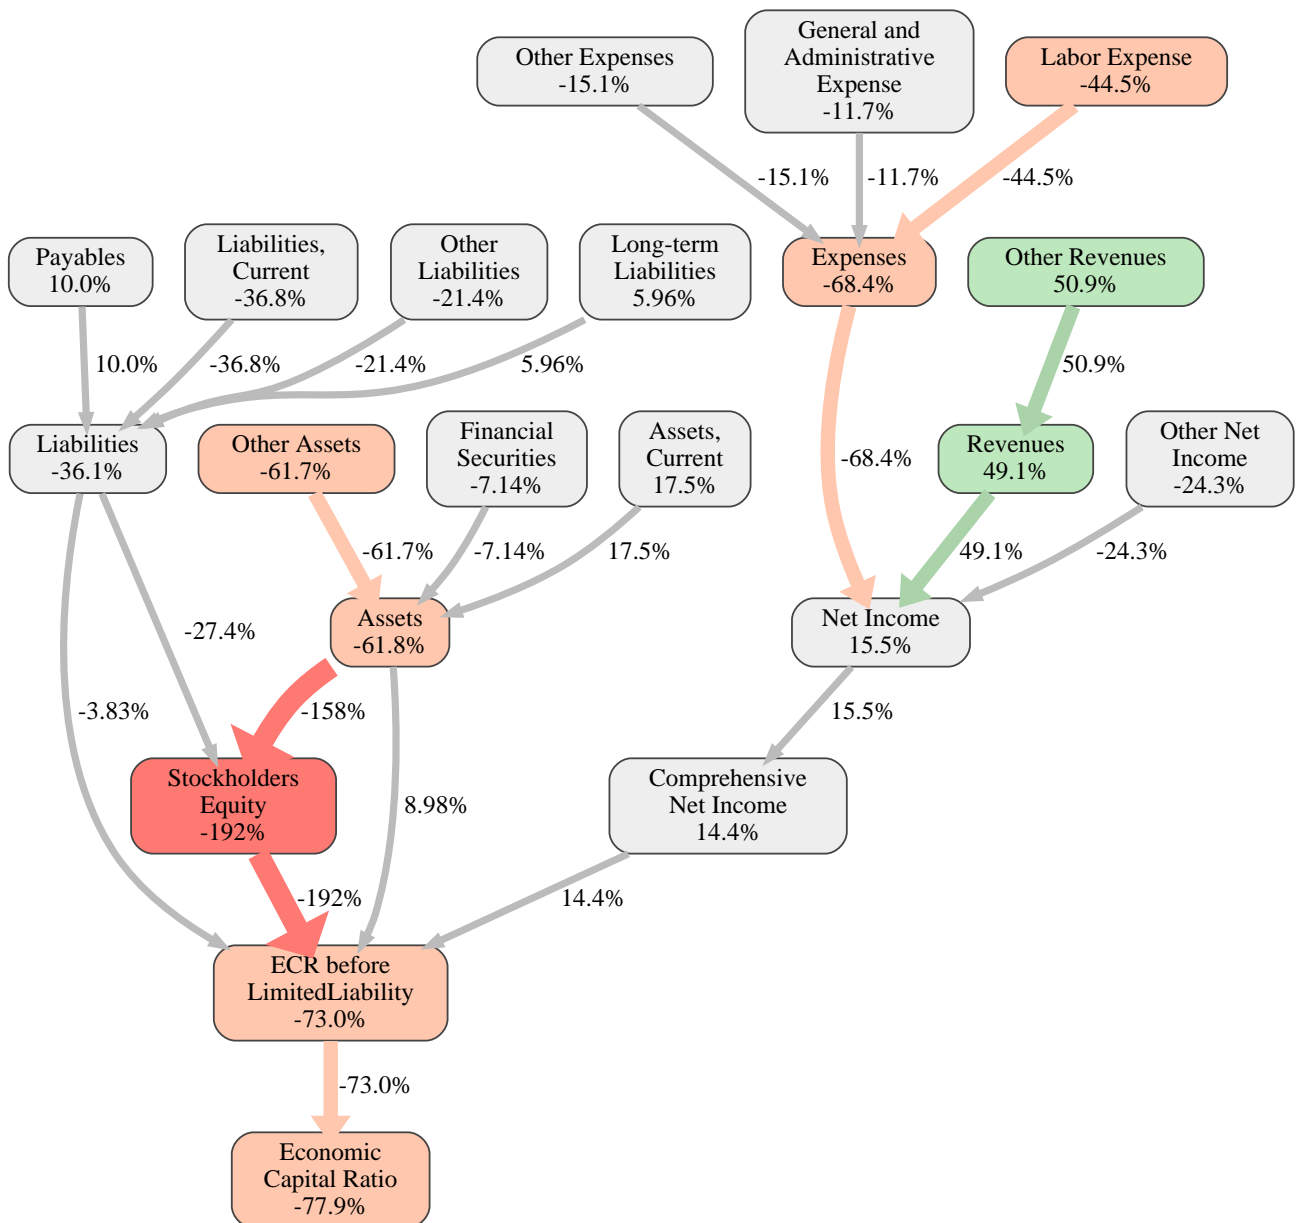 Other Expenses
-15.1%
General and
Administrative
Expense
-11.7%
Labor Expense
-44.5%
-15.1%
-11.7%
-44.5%
Payables
10.0%
Liabilities,
Current
-36.8%
Other
Liabilities
-21.4%
Long-term
Liabilities
5.96%
Expenses
-68.4%
Other Revenues
50.9%
10.0%
-36.8%
-21.4%
5.96%
50.9%
Liabilities
-36.1%
Other Assets
-61.7%
Financial
Securities
-7.14%
Assets,
Current
17.5%
-68.4%
Revenues
49.1%
Other Net
Income
-24.3%
-61.7%
-7.14%
17.5%
49.1%
-24.3%
-27.4%
Assets
-61.8%
Net Income
15.5%
-3.83%
-158%
15.5%
Stockholders
Equity
-192%
8.98%
Comprehensive
Net Income
14.4%
-192%
14.4%
ECR before
LimitedLiability
-73.0%
-73.0%
Economic
Capital Ratio
-77.9%